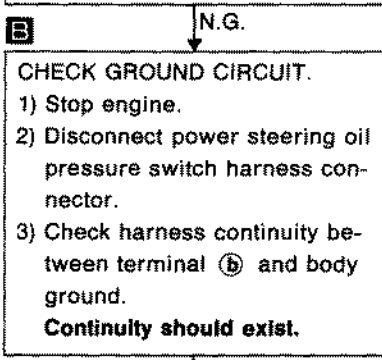 N.G.
B
CHECK GROUND CIRCUIT.
1) Stop engine.
2) Disconnect power steering oil
pressure switch harness con-
nector.
3) Check harness continuity be-
tween terminal ⓑ and body
ground.
Continuity should exist.